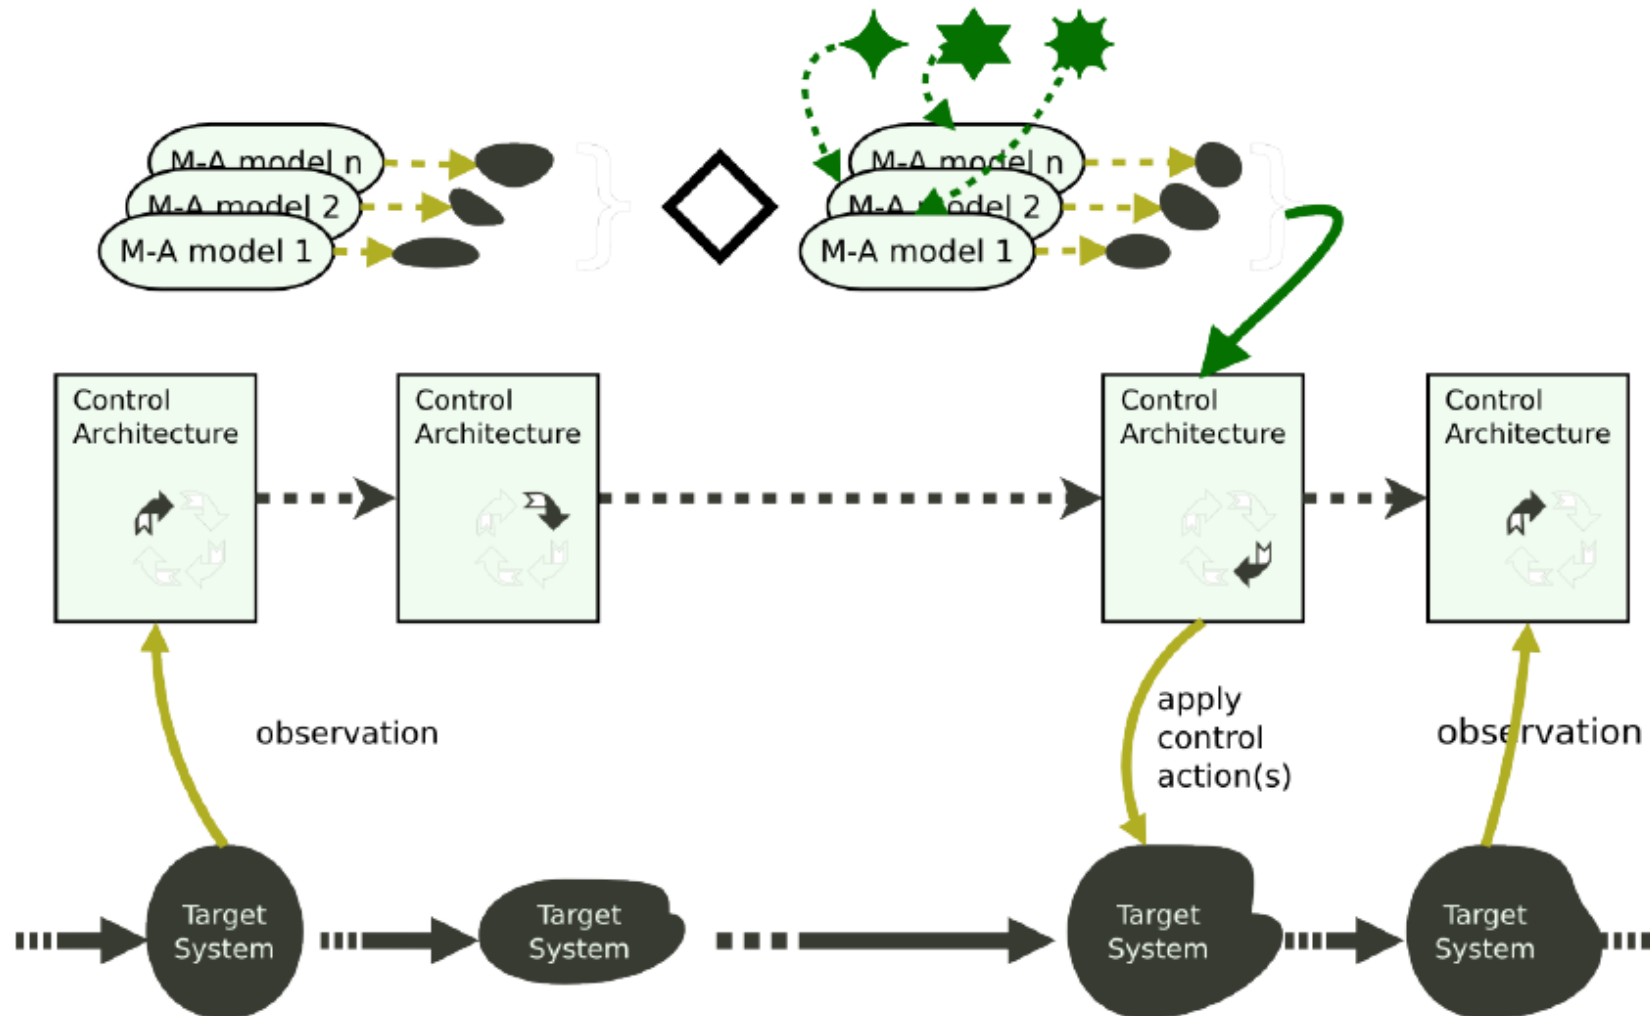 M-A model n
M-A model 2
M-A model 1
M-A model n
M-A model 2
M-A model 1
Control
Architecture
Control
Architecture
Control
Architecture
Control
Architecture
observation
apply
control
action(s)
observation
Target
System
Target
System
Target
System
Target
System